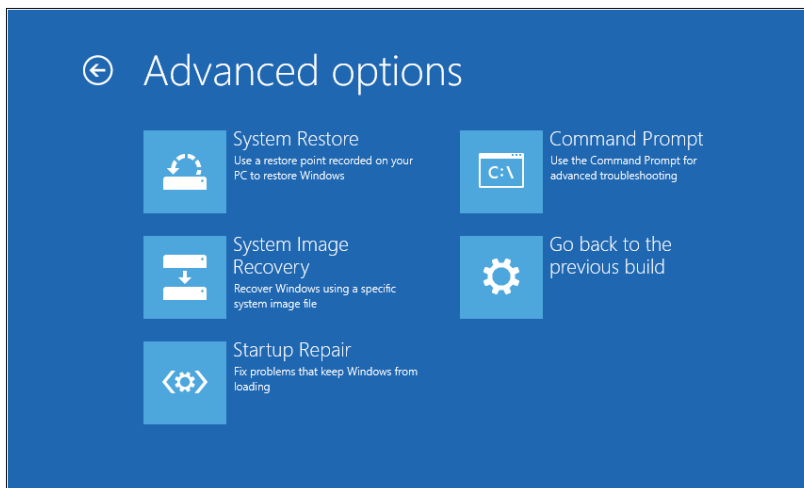 Advanced options
System Restore
Use a restore point recorded on your
PC to restore Windows
System Image
Recovery
Recover Windows using a specific
system image file
Startup Repair
Fix problems that keep Windows from
loading
Command Prompt
Use the Command Prompt for
advanced troubleshooting
C:\
Go back to the
previous build